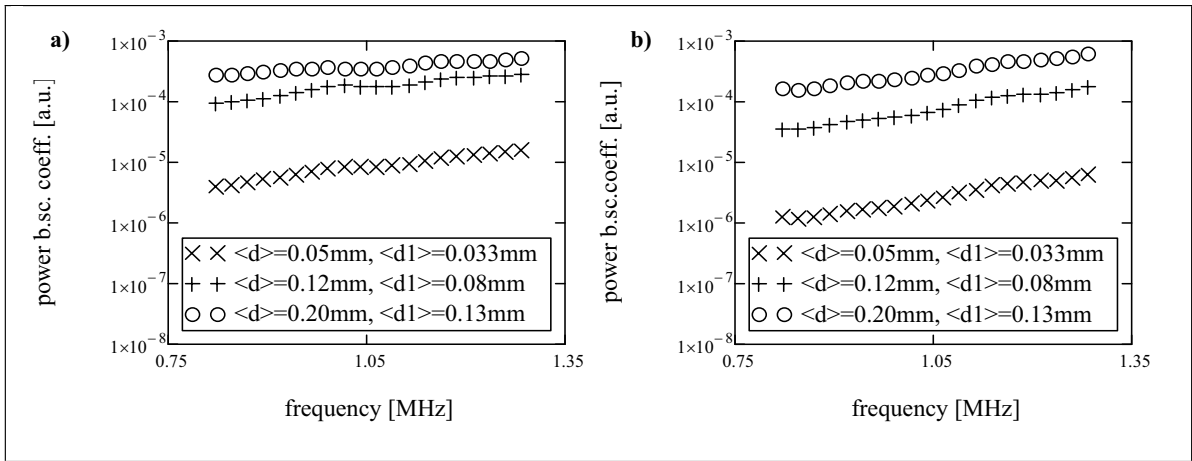 a)
power b.sc. coeff. [a.u.]
1×10⁻³
1×10⁻⁴
1×10⁻⁵
1×10⁻⁶
1×10⁻⁷
1×10⁻⁸
<d>=0.05mm, <d1>=0.033mm
<d>=0.12mm, <d1>=0.08mm
<d>=0.20mm, <d1>=0.13mm
0.75 1.05 1.35
frequency [MHz]
b)
power b.sc.coeff. [a.u.]
1×10⁻³
1×10⁻⁴
1×10⁻⁵
1×10⁻⁶
1×10⁻⁷
1×10⁻⁸
<d>=0.05mm, <d1>=0.033mm
<d>=0.12mm, <d1>=0.08mm
<d>=0.20mm, <d1>=0.13mm
0.75 1.05 1.35
frequency [MHz]